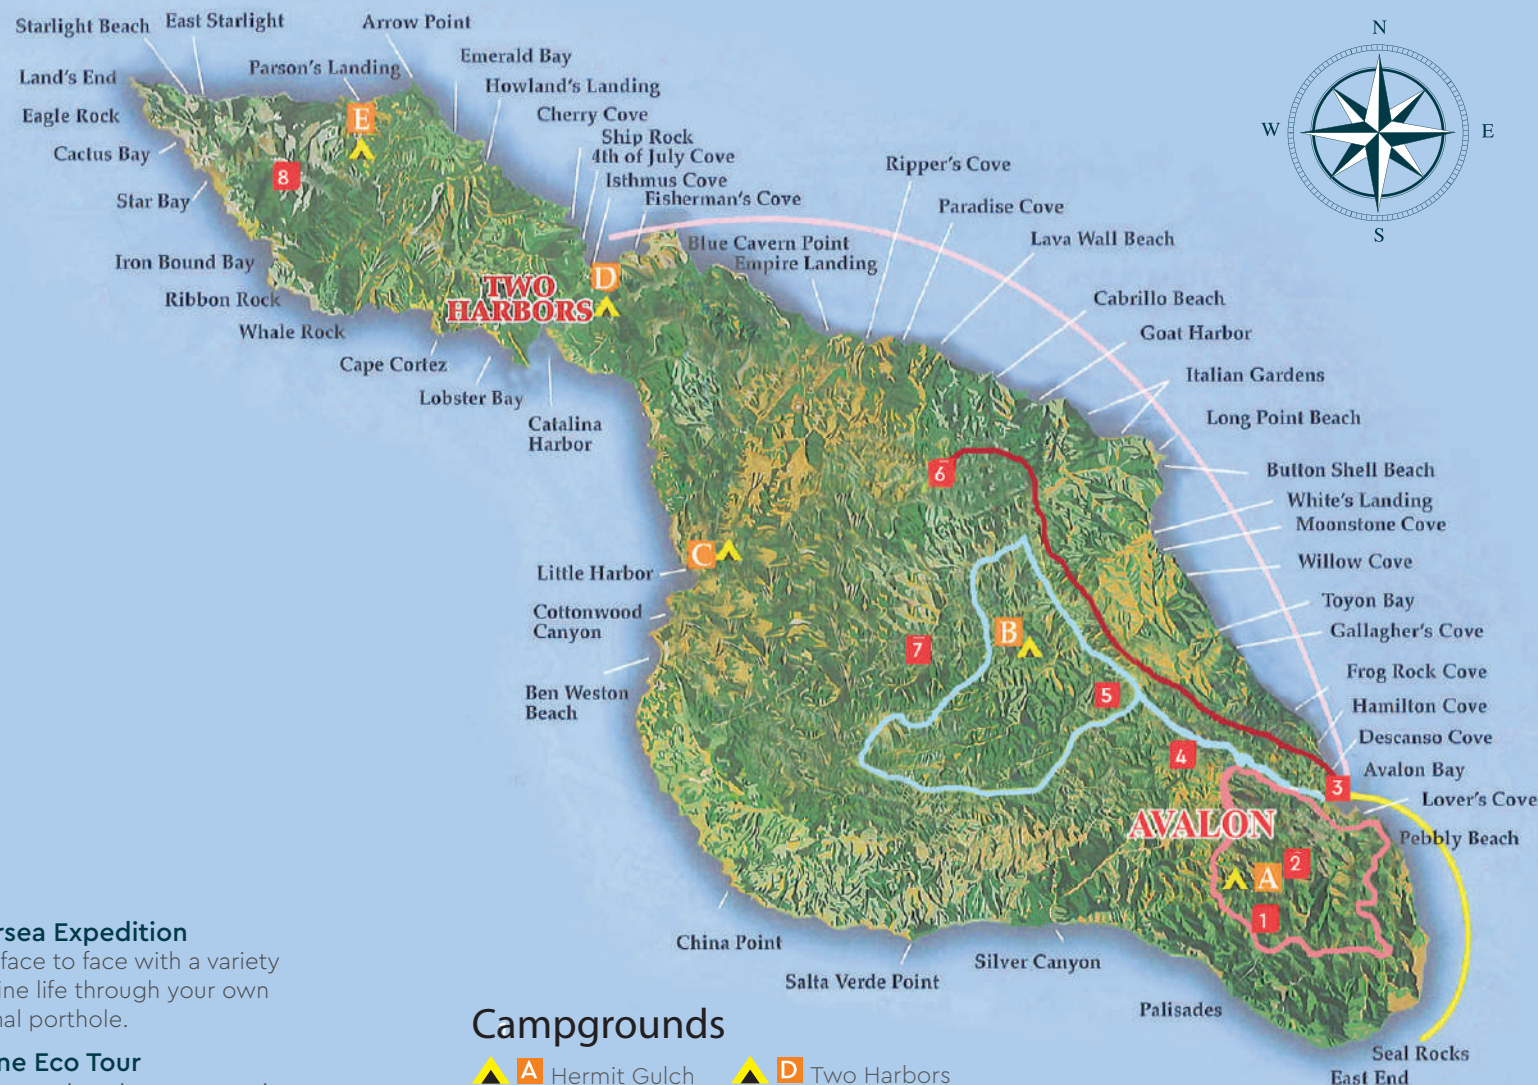 Starlight Beach
East Starlight
Arrow Point
Land's End
Parson's Landing
Emerald Bay
Howland's Landing
Eagle Rock
E
Cherry Cove
Cactus Bay
Ship Rock
4th of July Cove
8
Isthmus Cove
Star Bay
Fisherman's Cove
Ripper's Cove
Paradise Cove
Lava Wall Beach
N
W
E
S
Blue Cavern Point
Empire Landing
Iron Bound Bay
D
TWO
HARBORS
Ribbon Rock
Whale Rock
Cabrillo Beach
Goat Harbor
Cape Cortez
Italian Gardens
Lobster Bay
Long Point Beach
Catalina
Harbor
6
Button Shell Beach
White's Landing
Moonstone Cove
C
Little Harbor
Willow Cove
Cottonwood
Canyon
Toyon Bay
B
Gallagher's Cove
7
Frog Rock Cove
Ben Weston
Beach
5
Hamilton Cove
Descanso Cove
4
Avalon Bay
3
Lover's Cove
AVALON
Pebbly Beach
2
A
1
China Point
Salta Verde Point
Silver Canyon
Palisades
Seal Rocks
East End
rsea Expedition
face to face with a variety
ine life through your own
nal porthole.
ne Eco Tour
Campgrounds
A Hermit Gulch
D Two Harbors